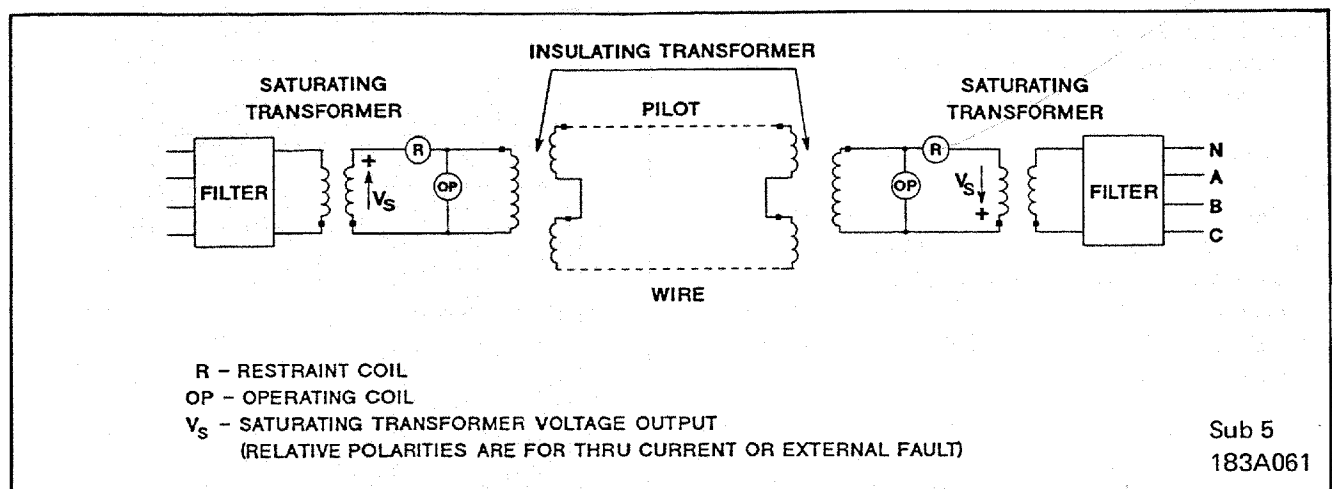 INSULATING TRANSFORMER
SATURATING
TRANSFORMER
SATURATING
TRANSFORMER
PILOT
R
R
N
FILTER
+
OP
OP
FILTER
A
VS
VS
+
B
C
WIRE
R – RESTRAINT COIL
OP – OPERATING COIL
VS – SATURATING TRANSFORMER VOLTAGE OUTPUT
(RELATIVE POLARITIES ARE FOR THRU CURRENT OR EXTERNAL FAULT)
Sub 5
183A061